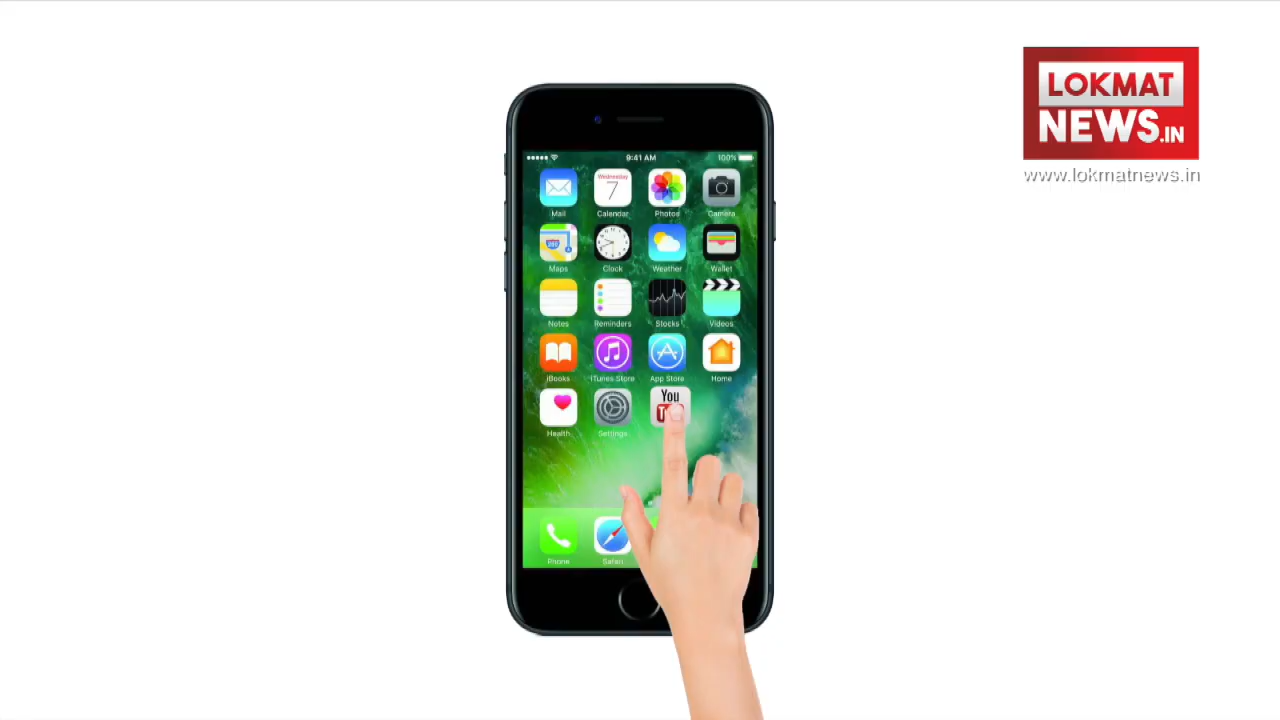 LOKMAT
NEWS.IN
www.lokmatnews.in
9:41 AM
100%
Wednesday
7
Mail
Calendar
Photos
Camera
280
Maps
Clock
Weather
Wallet
Notes
Reminders
Stocks
Videos
iBooks
iTunes Store
App Store
Home
You
Health
Settings
Phone
Safari